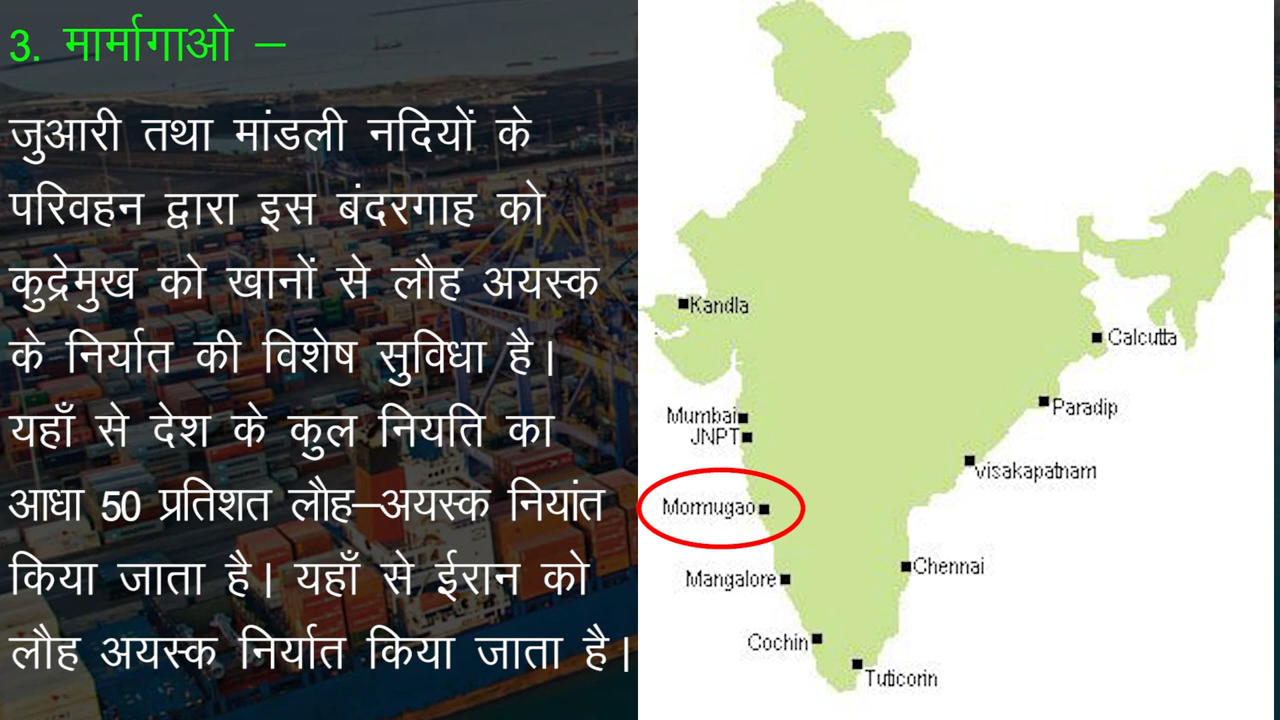 3. मार्मागाओ –
जुआरी तथा मांडली नदियों के
परिवहन द्वारा इस बंदरगाह को
कुद्रेमुख को खानों से लौह अयस्क
के निर्यात की विशेष सुविधा है।
यहाँ से देश के कुल नियति का
आधा 50 प्रतिशत लौह–अयस्क नियांत
किया जाता है। यहाँ से ईरान को
लौह अयस्क निर्यात किया जाता है।
Kandla
Calcutta
Paradip
Mumbai
JNPT
visakapatnam
Mormugao
Chennai
Mangalore
Cochin
Tuticorin